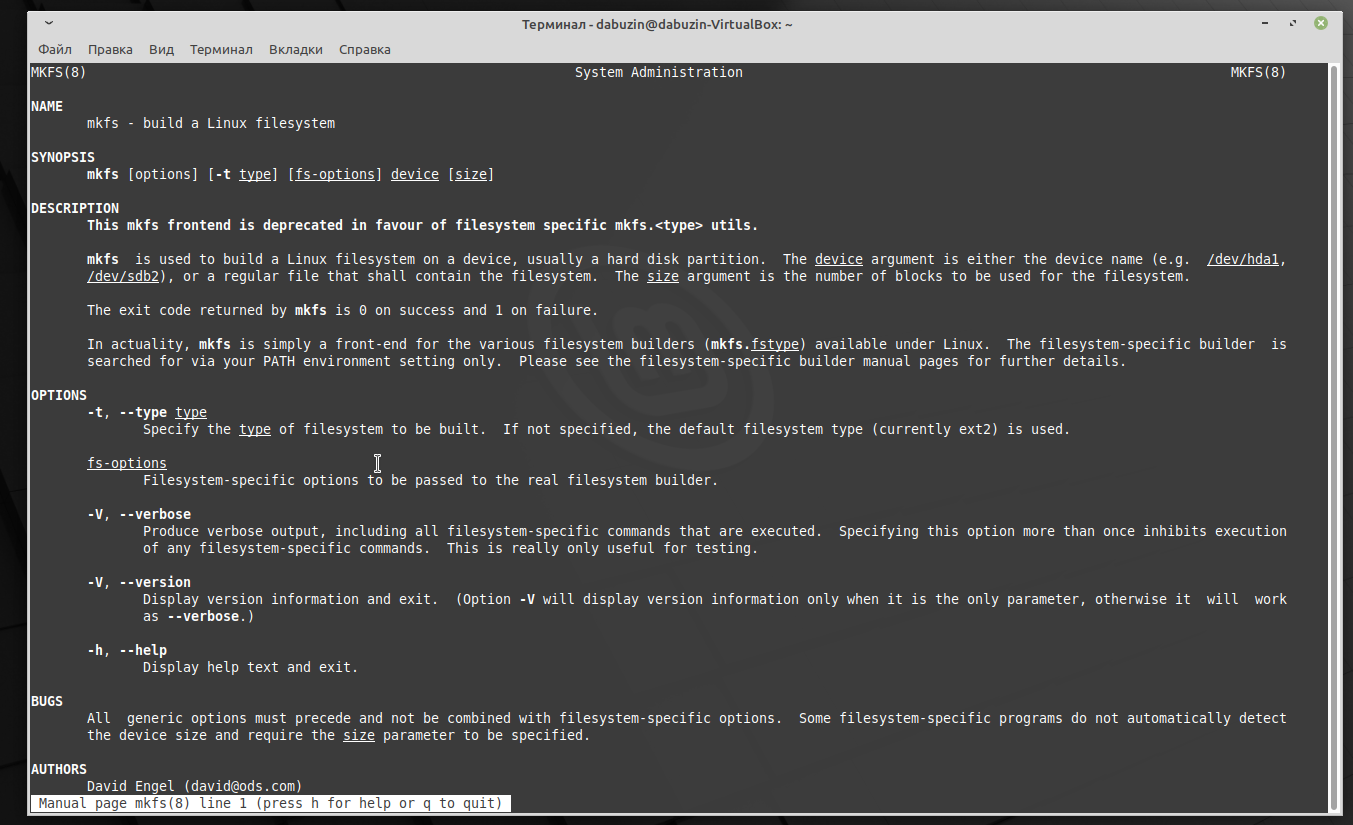 Терминал - dabuzin@dabuzin-VirtualBox: ~
Файл Правка Вид Терминал Вкладки Справка
MKFS(8) System Administration MKFS(8)
NAME
mkfs - build a Linux filesystem
SYNOPSIS
mkfs [options] [-t type] [fs-options] device [size]
DESCRIPTION
This mkfs frontend is deprecated in favour of filesystem specific mkfs.<type> utils.
mkfs is used to build a Linux filesystem on a device, usually a hard disk partition. The device argument is either the device name (e.g. /dev/hda1,
/dev/sdb2), or a regular file that shall contain the filesystem. The size argument is the number of blocks to be used for the filesystem.
The exit code returned by mkfs is 0 on success and 1 on failure.
In actuality, mkfs is simply a front-end for the various filesystem builders (mkfs.fstype) available under Linux. The filesystem-specific builder is
searched for via your PATH environment setting only. Please see the filesystem-specific builder manual pages for further details.
OPTIONS
-t, --type type
Specify the type of filesystem to be built. If not specified, the default filesystem type (currently ext2) is used.
fs-options
Filesystem-specific options to be passed to the real filesystem builder.
-V, --verbose
Produce verbose output, including all filesystem-specific commands that are executed. Specifying this option more than once inhibits execution
of any filesystem-specific commands. This is really only useful for testing.
-V, --version
Display version information and exit. (Option -V will display version information only when it is the only parameter, otherwise it will work
as --verbose.)
-h, --help
Display help text and exit.
BUGS
All generic options must precede and not be combined with filesystem-specific options. Some filesystem-specific programs do not automatically detect
the device size and require the size parameter to be specified.
AUTHORS
David Engel (david@ods.com)
Manual page mkfs(8) line 1 (press h for help or q to quit)